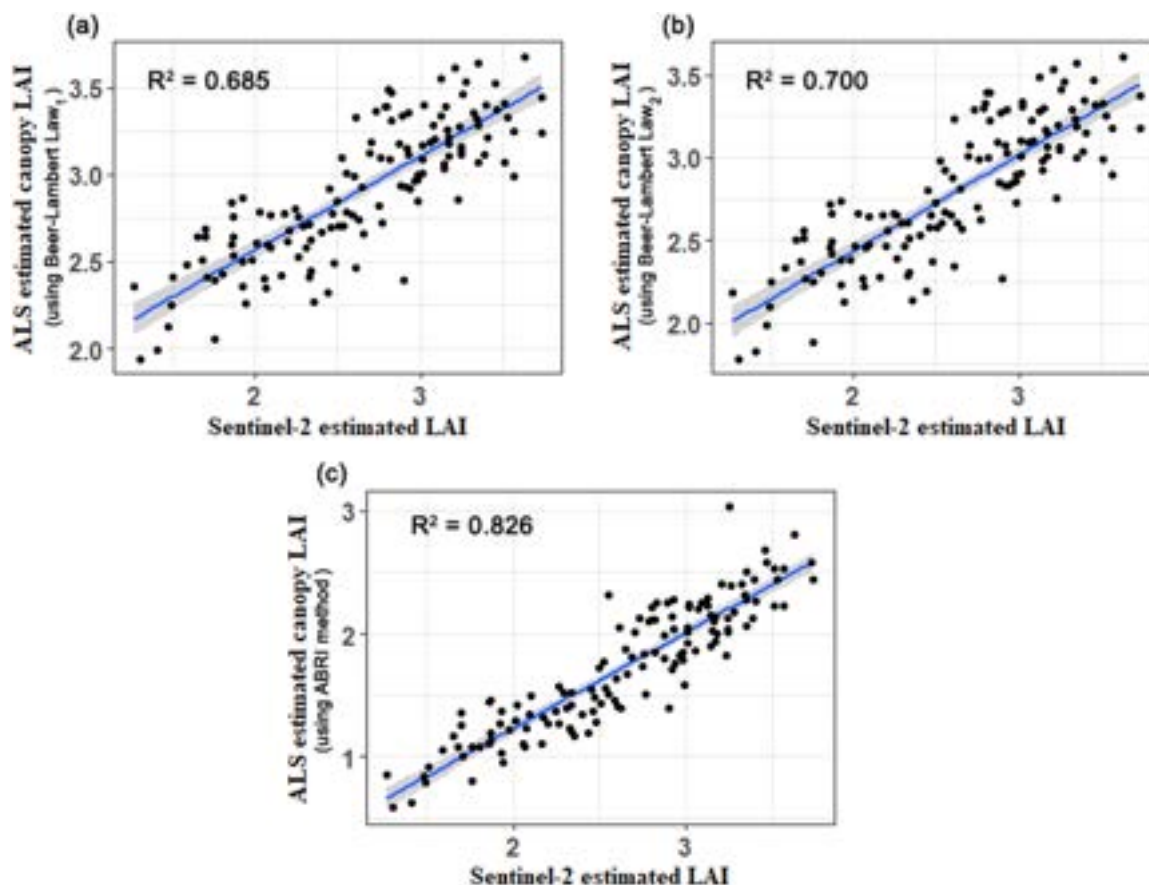 (a)
R² = 0.685
ALS estimated canopy LAI
(using Beer-Lambert Law₁)
3.5
3.0
2.5
2.0
2
3
Sentinel-2 estimated LAI
(b)
R² = 0.700
ALS estimated canopy LAI
(using Beer-Lambert Law₂)
3.5
3.0
2.5
2.0
2
3
Sentinel-2 estimated LAI
(c)
R² = 0.826
ALS estimated canopy LAI
(using ABRI method)
3
2
1
2
3
Sentinel-2 estimated LAI